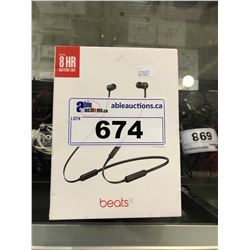 8 HR
BATTERY LIFE
able
auctions.ca
ableauctions.ca
LOT#
674
869
beatsx